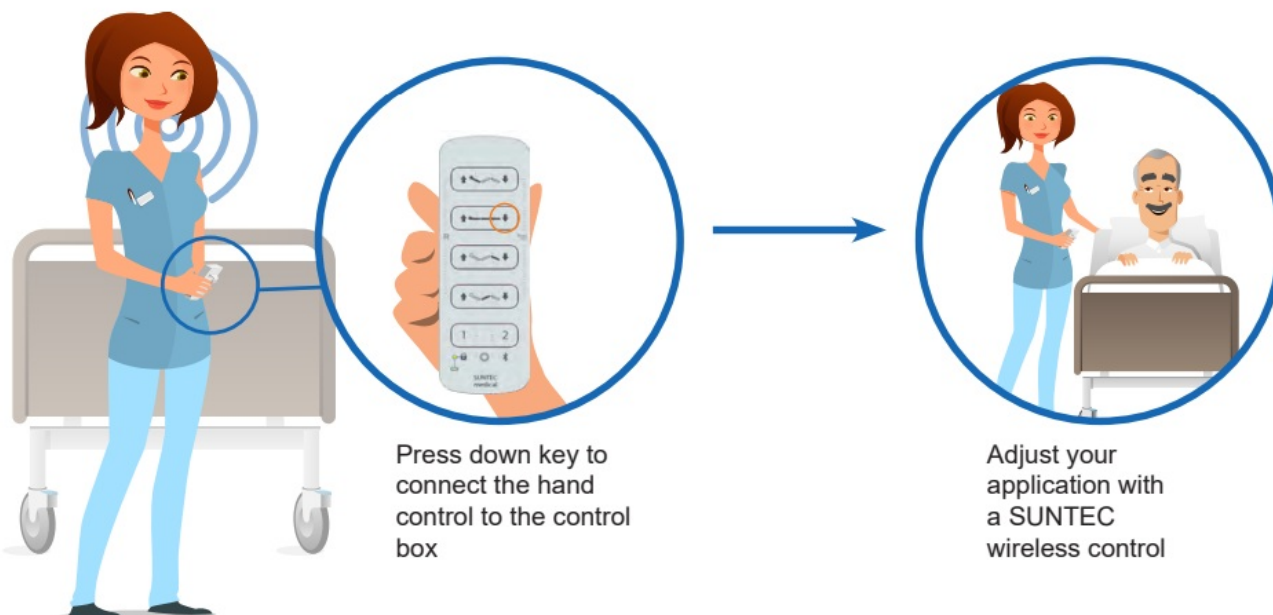 1 2
SUNTEC
medical
Press down key to
connect the hand
control to the control
box
Adjust your
application with
a SUNTEC
wireless control